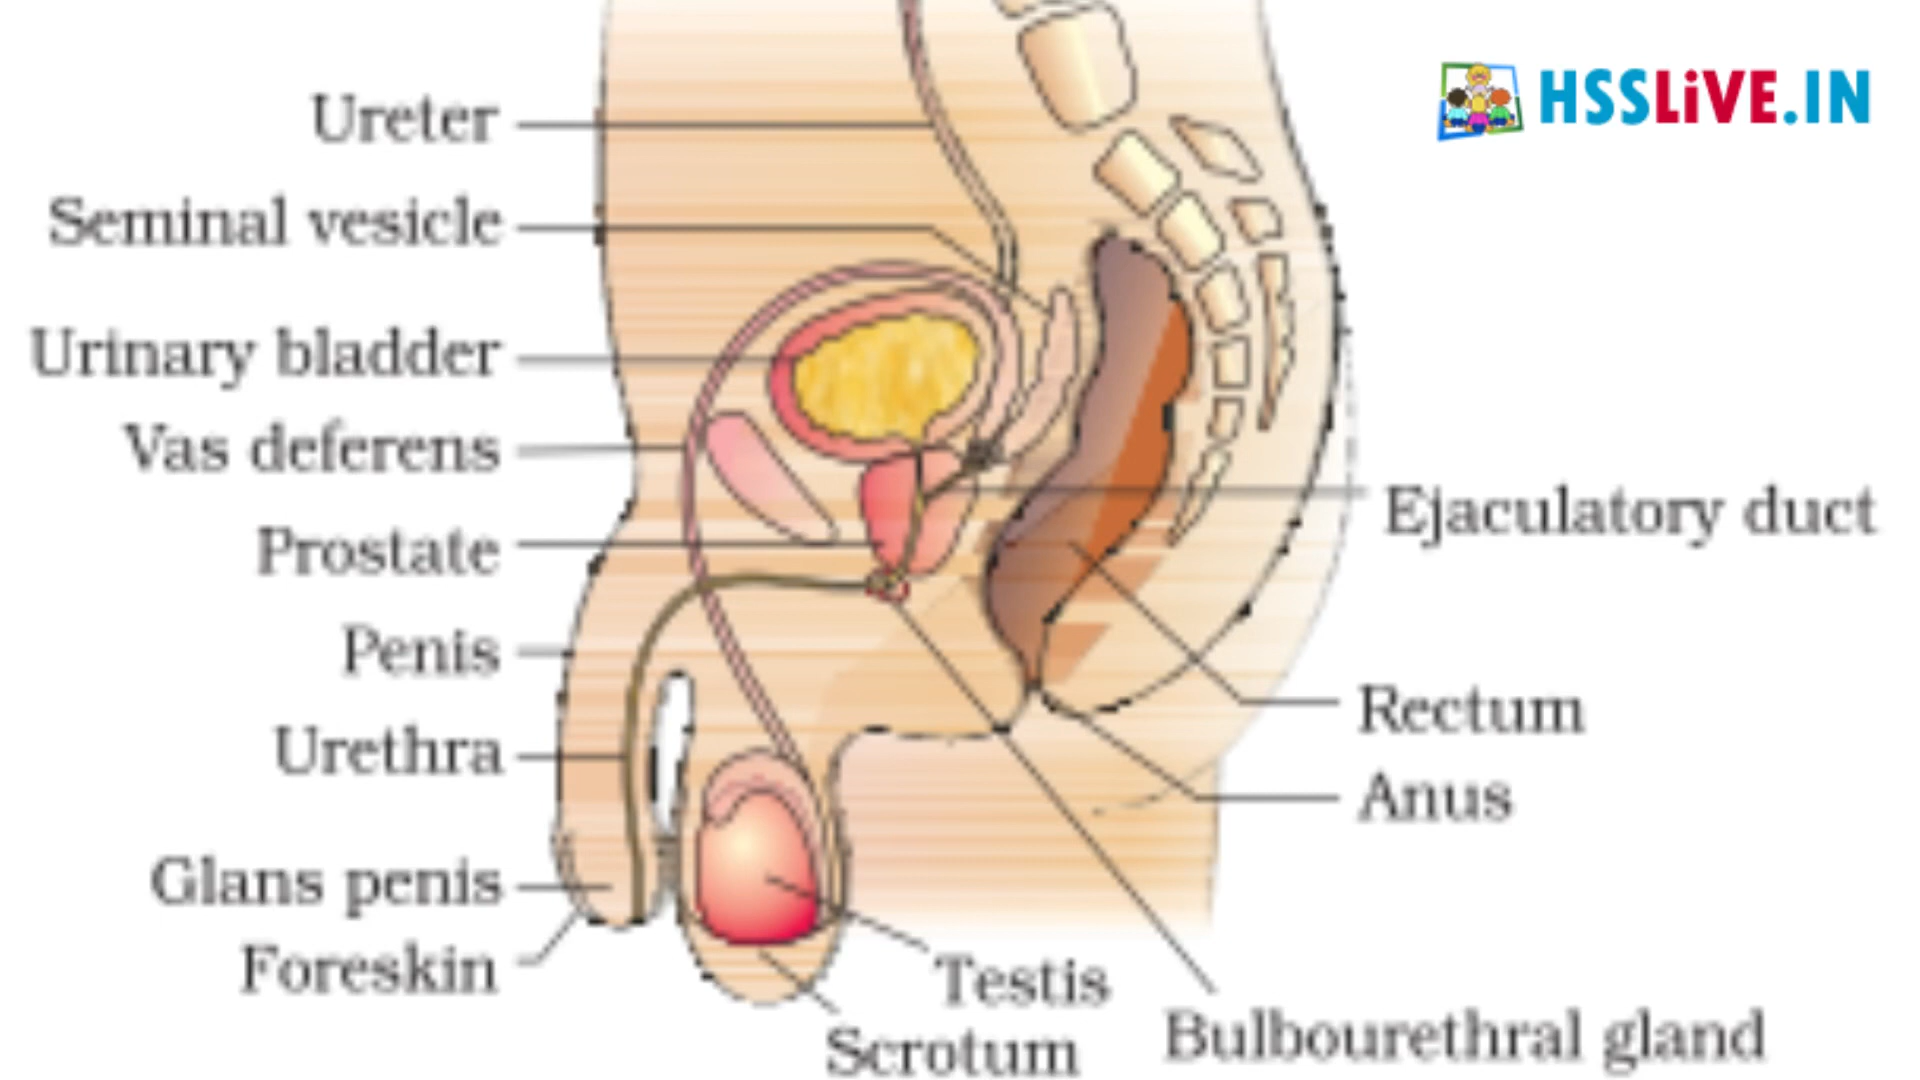 HSSLiVE.IN
Ureter
Seminal vesicle
Urinary bladder
Vas deferens
Prostate
Penis
Urethra
Glans penis
Foreskin
Ejaculatory duct
Rectum
Anus
Testis
Scrotum
Bulbourethral gland